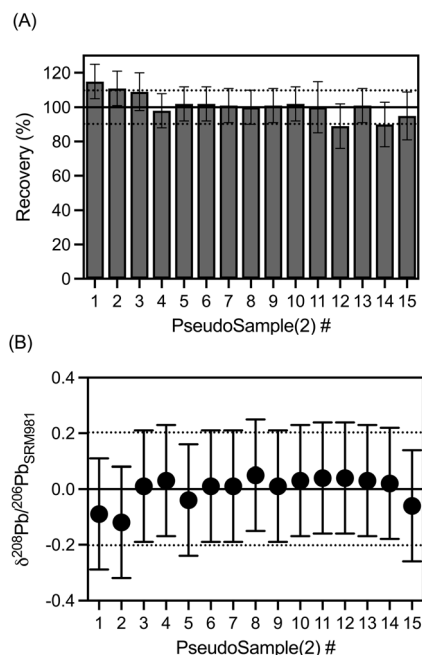 (A)
120
100
80
60
40
20
0
Recovery (%)
1 2 3 4 5 6 7 8 9 10 11 12 13 14 15
PseudoSample(2) #
(B)
0.4
0.2
0.0
-0.2
-0.4
δ²⁰⁸Pb/²⁰⁶Pb_SRM981
1 2 3 4 5 6 7 8 9 10 11 12 13 14 15
PseudoSample(2) #